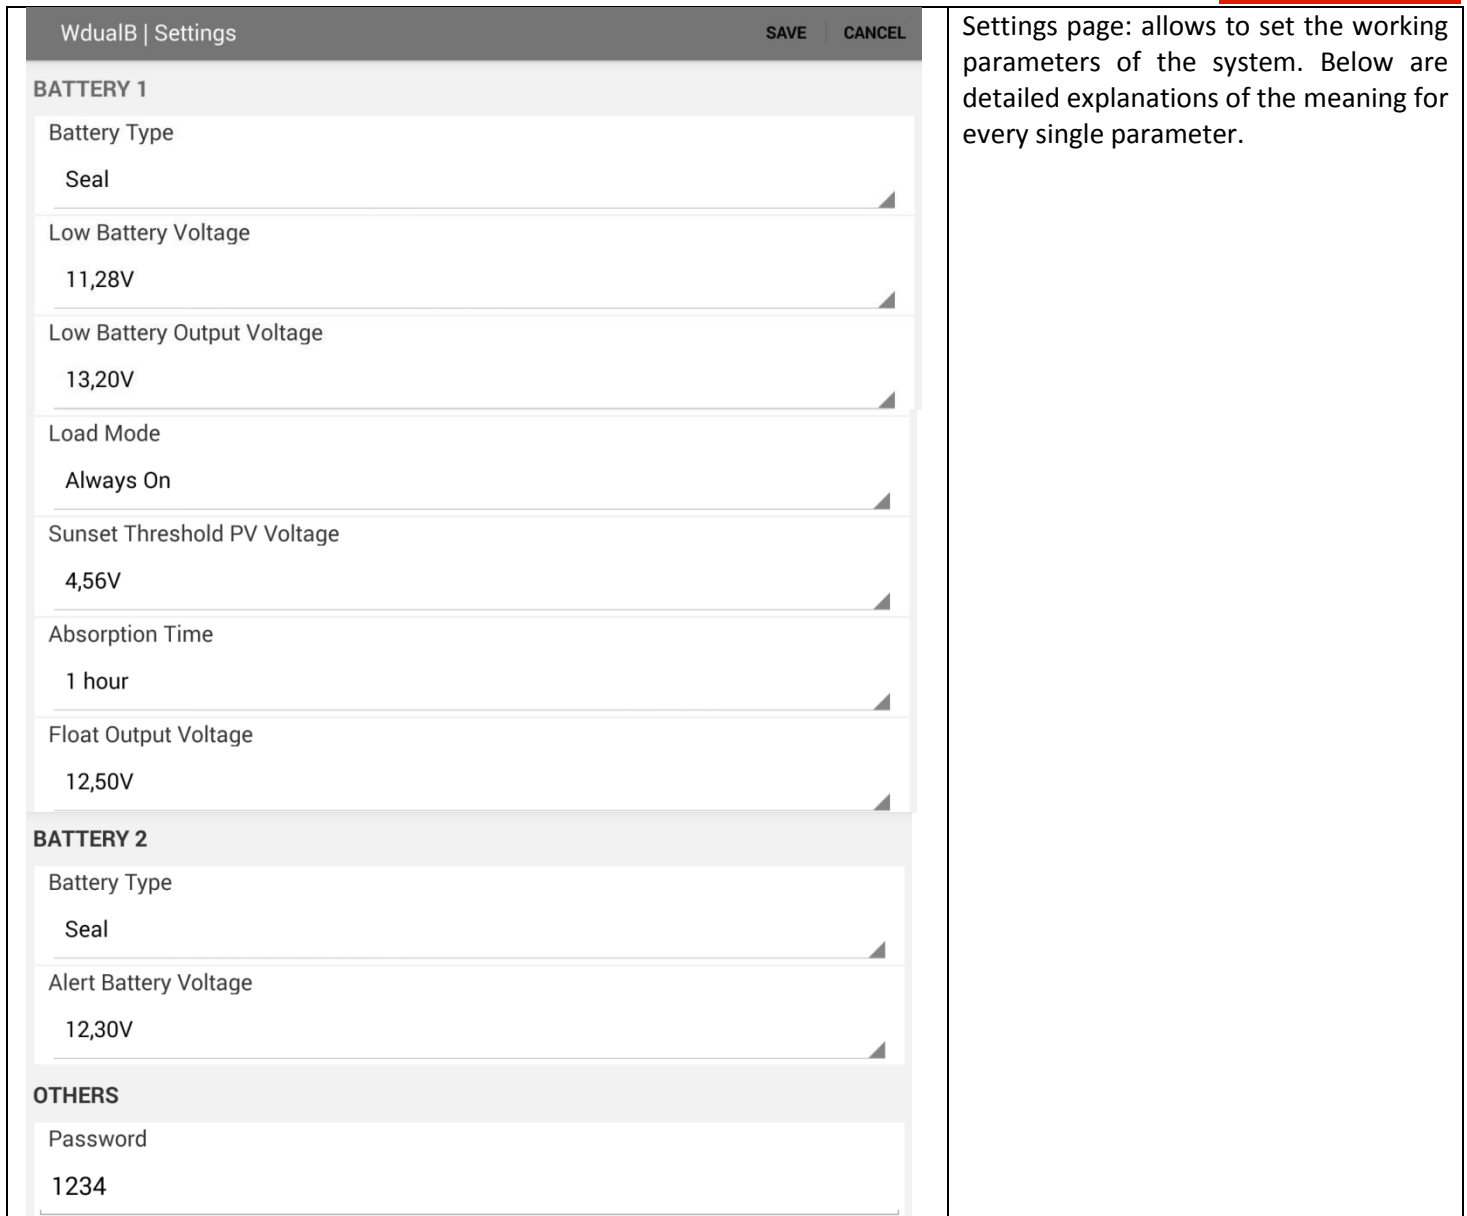 WdualB | Settings
SAVE
CANCEL
BATTERY 1
Battery Type
Seal
Low Battery Voltage
11,28V
Low Battery Output Voltage
13,20V
Load Mode
Always On
Sunset Threshold PV Voltage
4,56V
Absorption Time
1 hour
Float Output Voltage
12,50V
BATTERY 2
Battery Type
Seal
Alert Battery Voltage
12,30V
OTHERS
Password
1234
Settings page: allows to set the working
parameters of the system. Below are
detailed explanations of the meaning for
every single parameter.